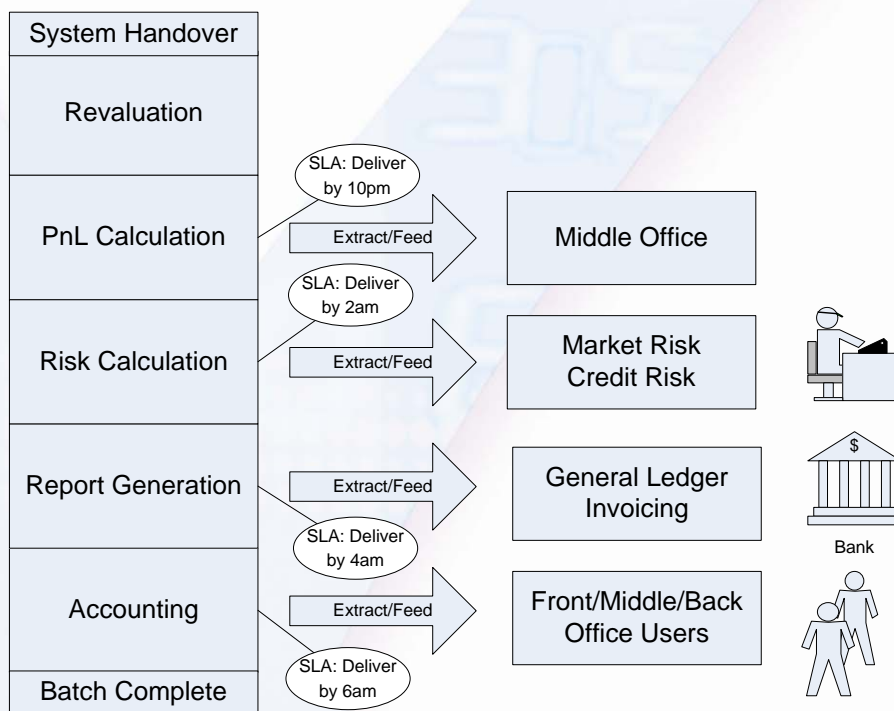 System Handover
Revaluation
SLA: Deliver
by 10pm
PnL Calculation
Extract/Feed
Middle Office
SLA: Deliver
by 2am
Risk Calculation
Extract/Feed
Market Risk
Credit Risk
Report Generation
Extract/Feed
General Ledger
Invoicing
$
Bank
SLA: Deliver
by 4am
Accounting
Extract/Feed
Front/Middle/Back
Office Users
SLA: Deliver
by 6am
Batch Complete